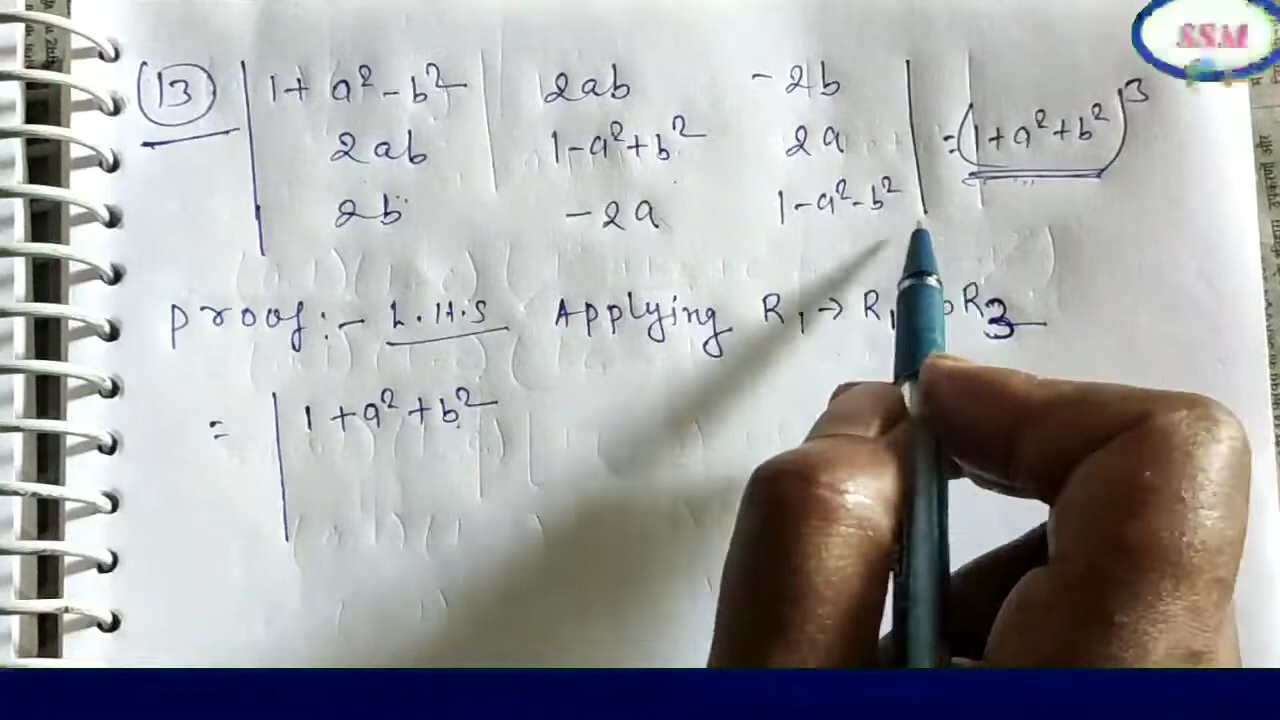 SSM
13 | 1 + a² - b² 2ab - 2b | = (1 + a² + b²)³
2ab 1 - a² + b² 2a
2b - 2a 1 - a² - b²
Proof :- L.H.S Applying R₁ → R₁ R₃
= | 1 + a² + b²